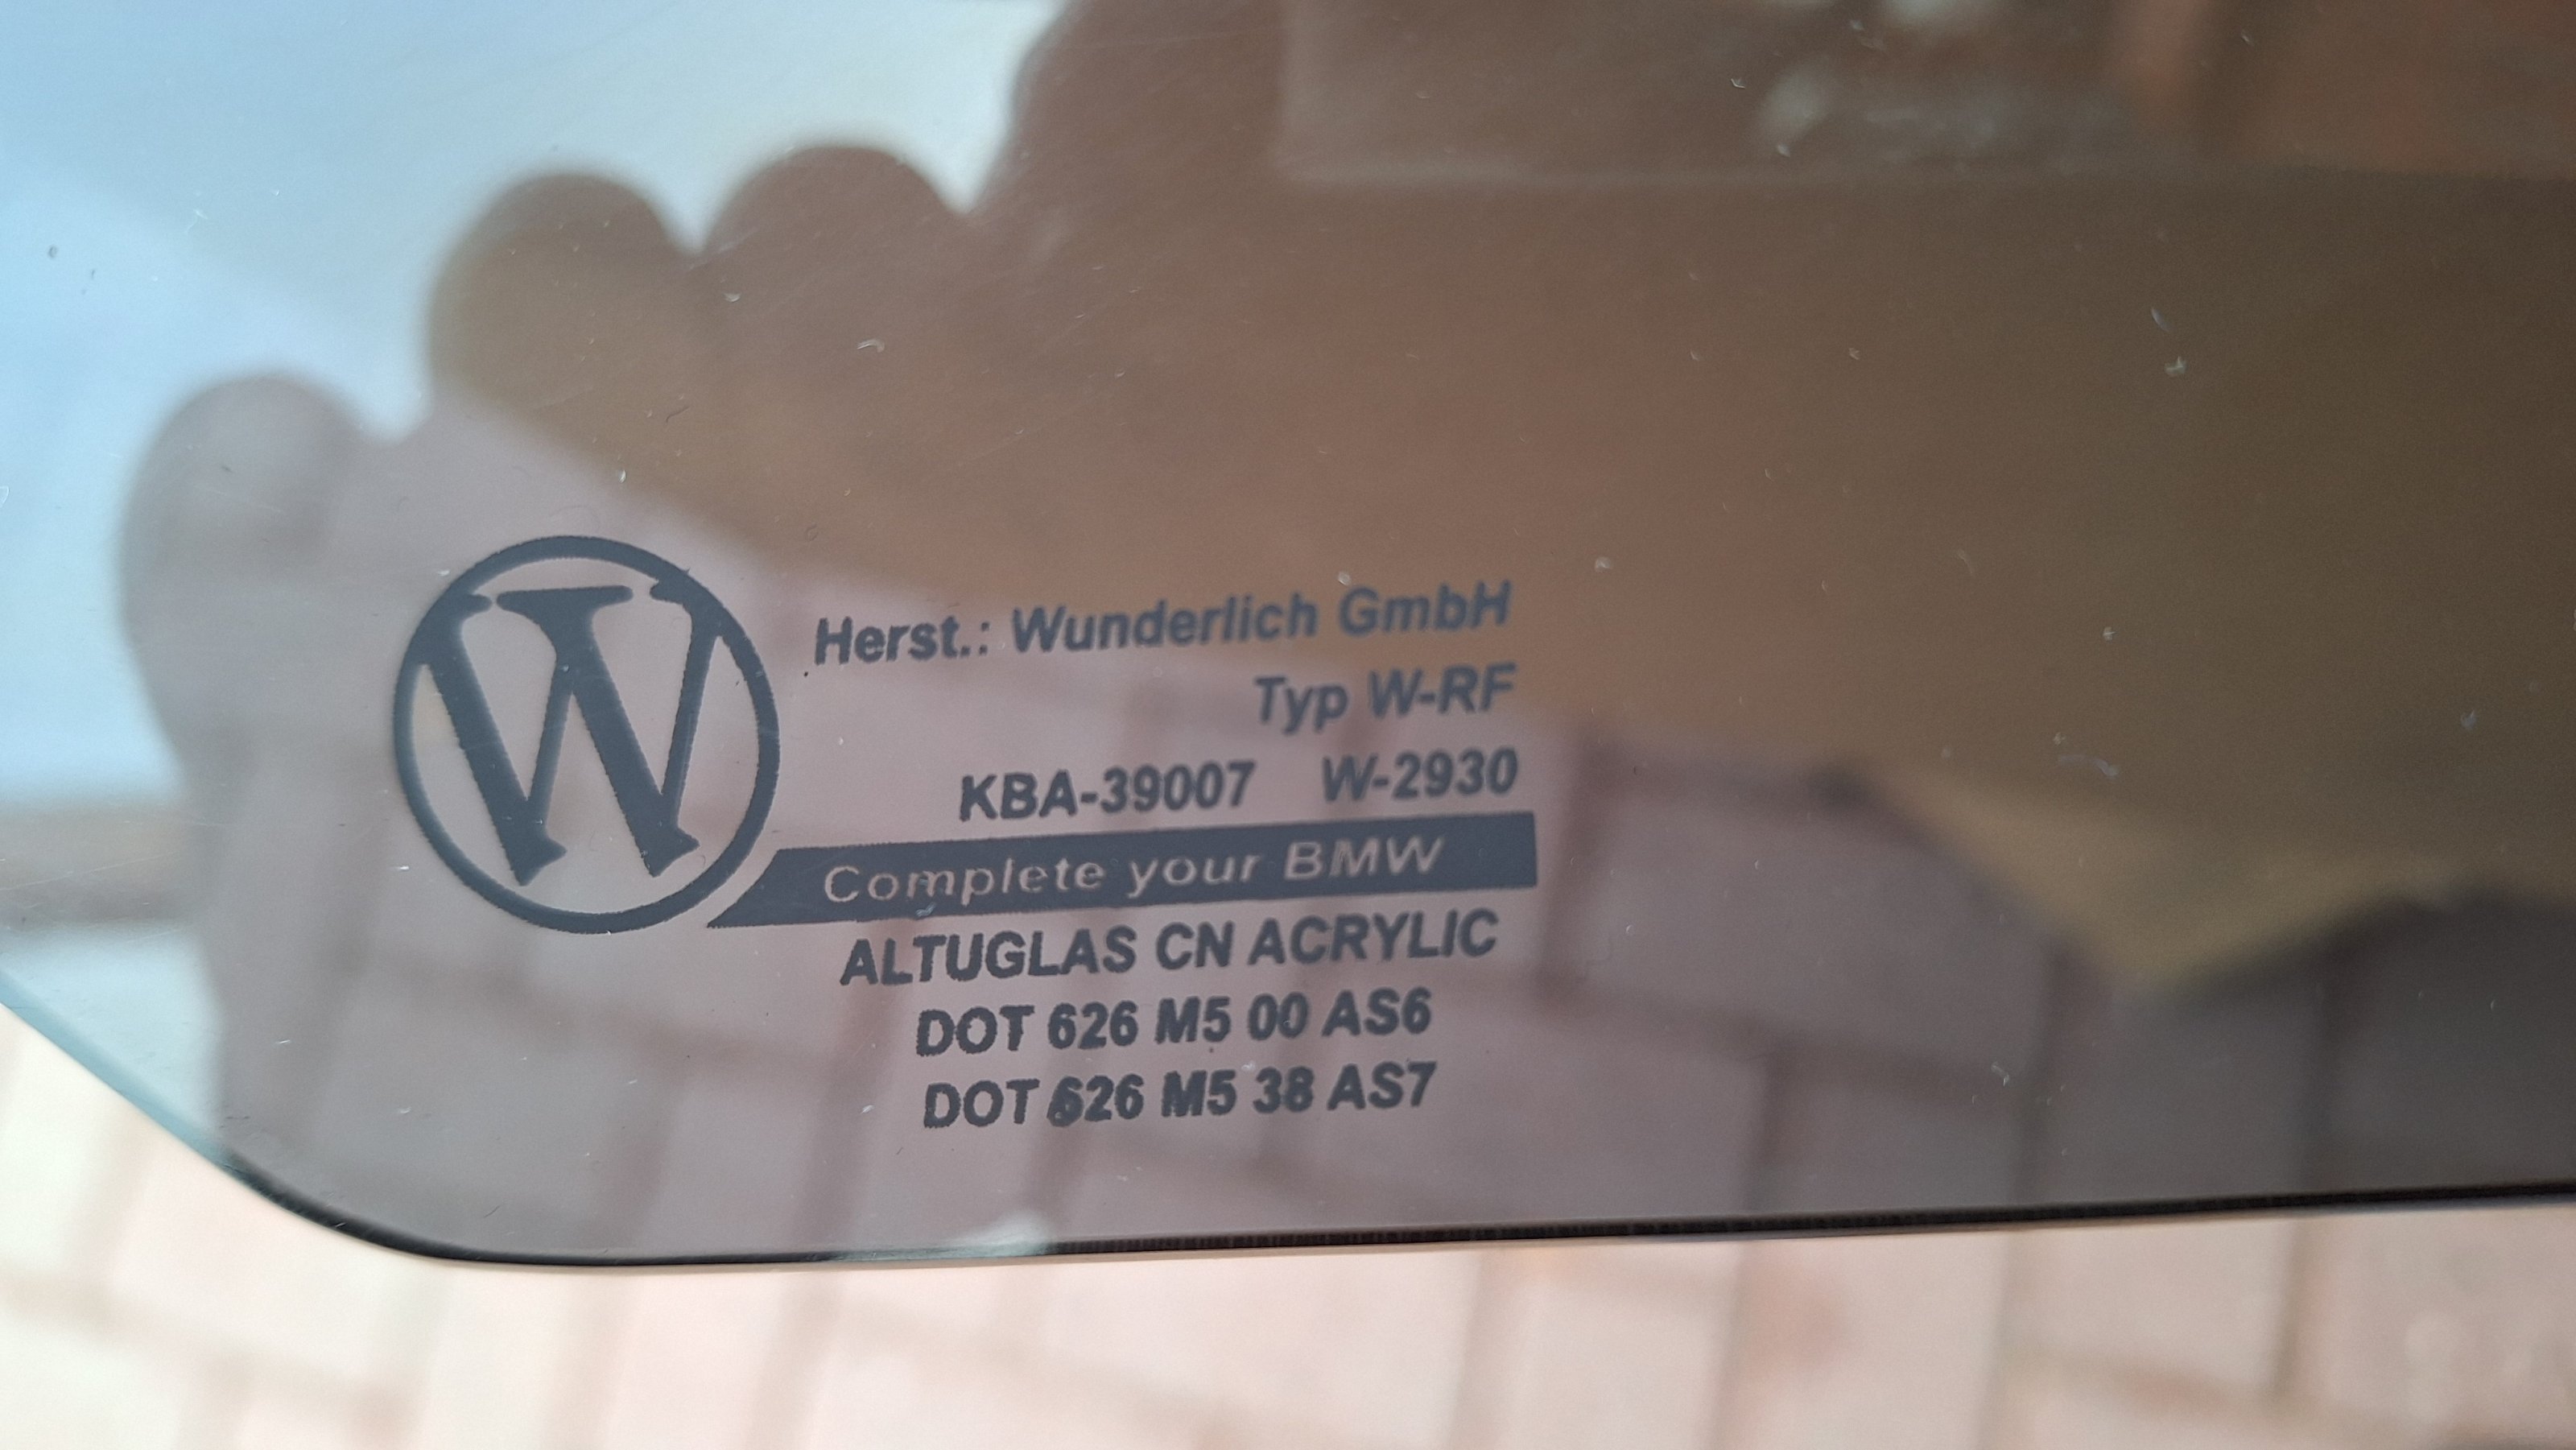 W
Herst.: Wunderlich GmbH
Typ W-RF
KBA-39007 W-2930
Complete your BMW
ALTUGLAS CN ACRYLIC
DOT 626 M5 00 AS6
DOT 626 M5 38 AS7